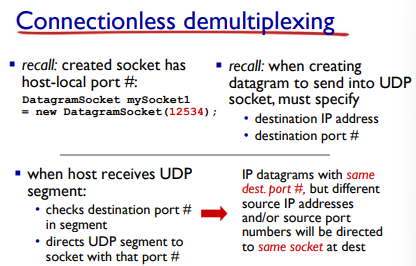 Connectionless demultiplexing
▪ recall: created socket has
host-local port #:
DatagramSocket mySocket1
= new DatagramSocket(12534);
▪ recall: when creating
datagram to send into UDP
socket, must specify
• destination IP address
• destination port #
▪ when host receives UDP
segment:
• checks destination port #
in segment
• directs UDP segment to
socket with that port #
IP datagrams with same
dest. port #, but different
source IP addresses
and/or source port
numbers will be directed
to same socket at dest